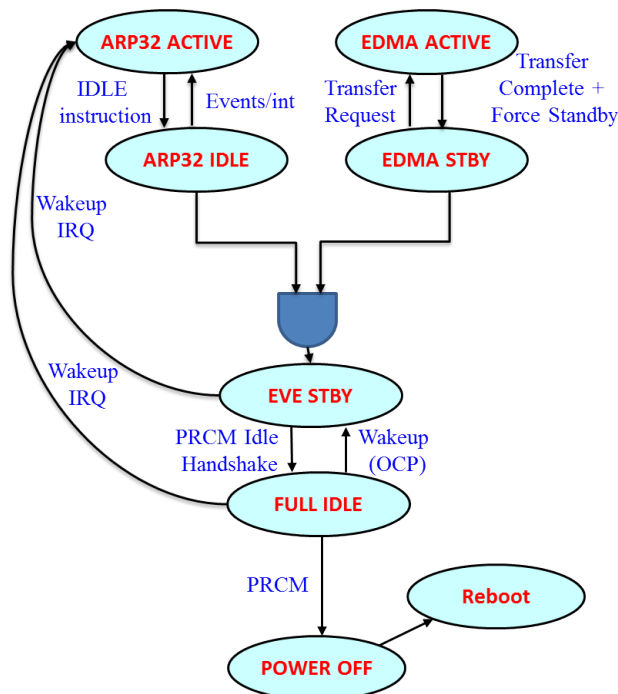 ARP32 ACTIVE
EDMA ACTIVE
IDLE
instruction
Events/int
Transfer
Request
Transfer
Complete +
Force Standby
ARP32 IDLE
EDMA STBY
Wakeup
IRQ
Wakeup
IRQ
EVE STBY
PRCM Idle
Handshake
Wakeup
(OCP)
FULL IDLE
PRCM
Reboot
POWER OFF